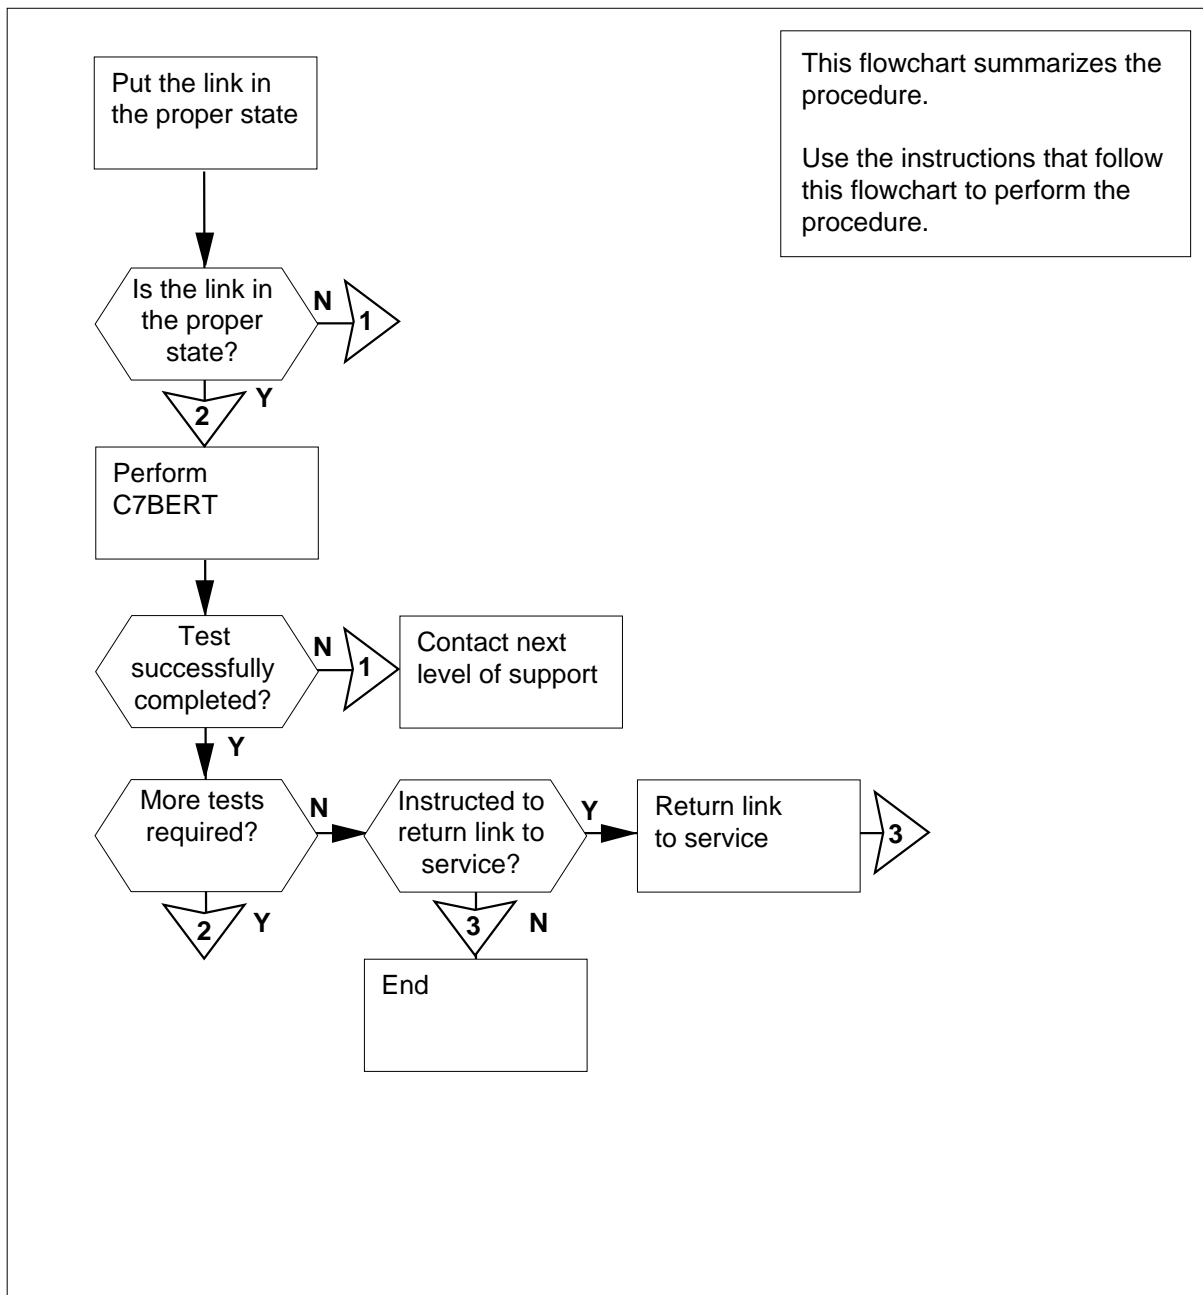 Put the link in
the proper state
This flowchart summarizes the
procedure.
Use the instructions that follow
this flowchart to perform the
procedure.
Is the link in
the proper
state?
N
1
Y
2
Perform
C7BERT
Test
successfully
completed?
N
1
Contact next
level of support
Y
More tests
required?
N
Instructed to
return link to
service?
Y
Return link
to service
3
2
Y
3
N
End